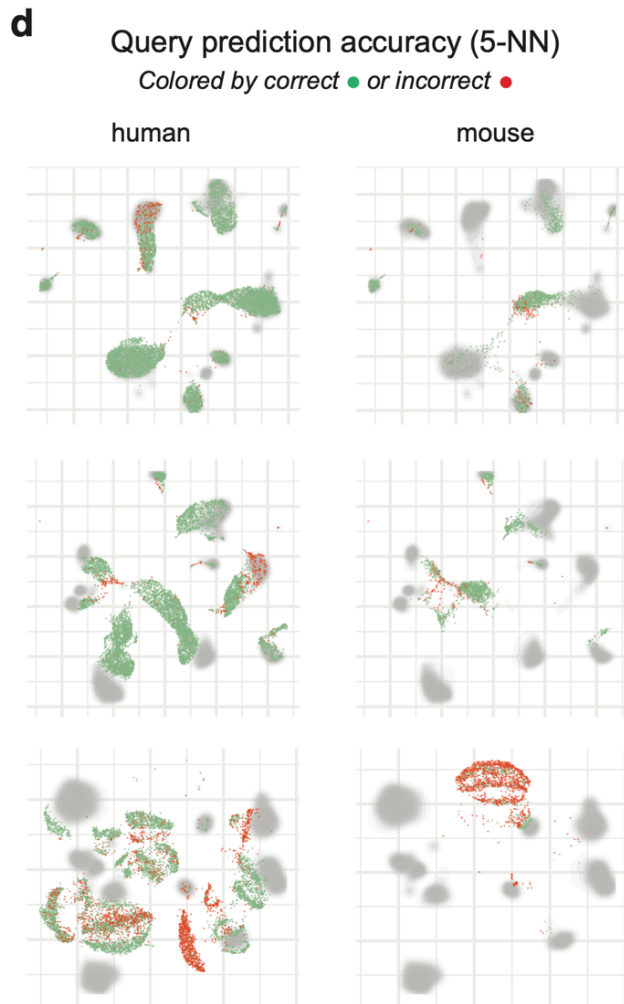 d
Query prediction accuracy (5-NN)
Colored by correct ● or incorrect ●
human mouse